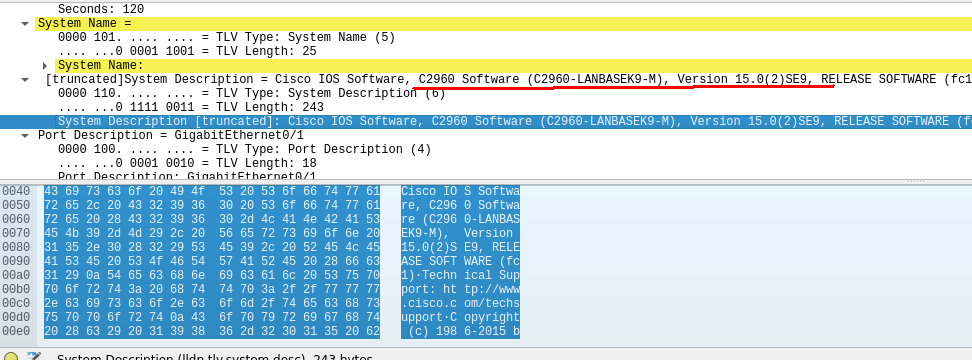 Seconds: 120
System Name =
0000 101. .... .... = TLV Type: System Name (5)
.... ...0 0001 1001 = TLV Length: 25
System Name:
[truncated]System Description = Cisco IOS Software, C2960 Software (C2960-LANBASEK9-M), Version 15.0(2)SE9, RELEASE SOFTWARE (fc1
0000 110. .... .... = TLV Type: System Description (6)
.... ...0 1111 0011 = TLV Length: 243
System Description [truncated]: Cisco IOS Software, C2960 Software (C2960-LANBASEK9-M), Version 15.0(2)SE9, RELEASE SOFTWARE (f
Port Description = GigabitEthernet0/1
0000 100. .... .... = TLV Type: Port Description (4)
.... ...0 0001 0010 = TLV Length: 18
Port Description: GigabitEthernet0/1
0040 43 69 73 63 6f 20 49 4f 53 20 53 6f 66 74 77 61 Cisco IO S Softwa
0050 72 65 2c 20 43 32 39 36 30 20 53 6f 66 74 77 61 re, C296 0 Softwa
0060 72 65 20 28 43 32 39 36 30 2d 4c 41 4e 42 41 53 re (C296 0-LANBAS
0070 45 4b 39 2d 4d 29 2c 20 56 65 72 73 69 6f 6e 20 EK9-M), Version
0080 31 35 2e 30 28 32 29 53 45 39 2c 20 52 45 4c 45 15.0(2)S E9, RELE
0090 41 53 45 20 53 4f 46 54 57 41 52 45 20 28 66 63 ASE SOFT WARE (fc
00a0 31 29 0a 54 65 63 68 6e 69 63 61 6c 20 53 75 70 1)·Techn ical Sup
00b0 70 6f 72 74 3a 20 68 74 74 70 3a 2f 2f 77 77 77 port: ht tp://www
00c0 2e 63 69 73 63 6f 2e 63 6f 6d 2f 74 65 63 68 73 .cisco.c om/techs
00d0 75 70 70 6f 72 74 0a 43 6f 70 79 72 69 67 68 74 upport·C opyright
00e0 20 28 63 29 20 31 39 38 36 2d 32 30 31 35 20 62 (c) 198 6-2015 b
System Description (lldp.tlv.system.desc), 243 bytes